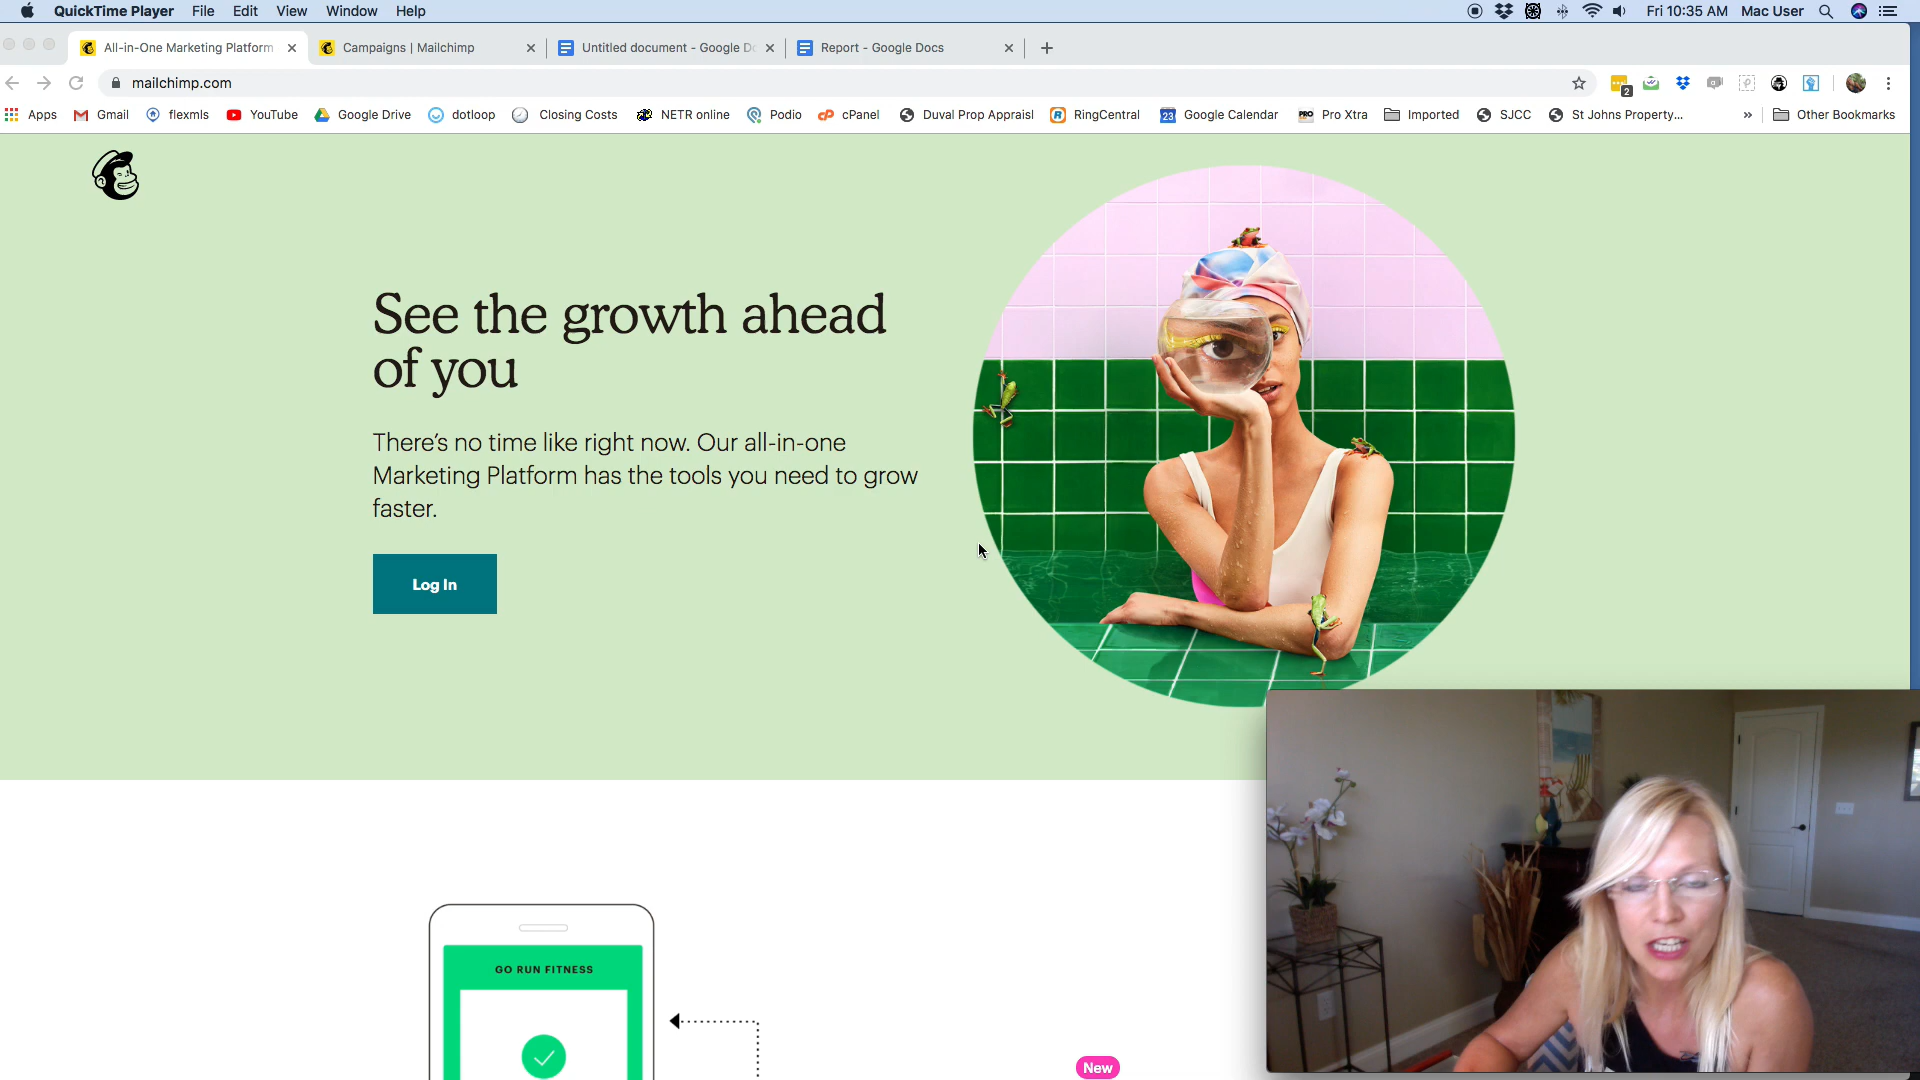 QuickTime Player File Edit View Window Help
Fri 10:35 AM Mac User
All-in-One Marketing Platform
Campaigns | Mailchimp
Untitled document - Google Do
Report - Google Docs
mailchimp.com
2
Apps Gmail flexmls YouTube Google Drive dotloop Closing Costs NETR online Podio cPanel Duval Prop Appraisl RingCentral 23 Google Calendar PRO Pro Xtra Imported SJCC St Johns Property... » Other Bookmarks
See the growth ahead
of you
There's no time like right now. Our all-in-one
Marketing Platform has the tools you need to grow
faster.
Log In
GO RUN FITNESS
New